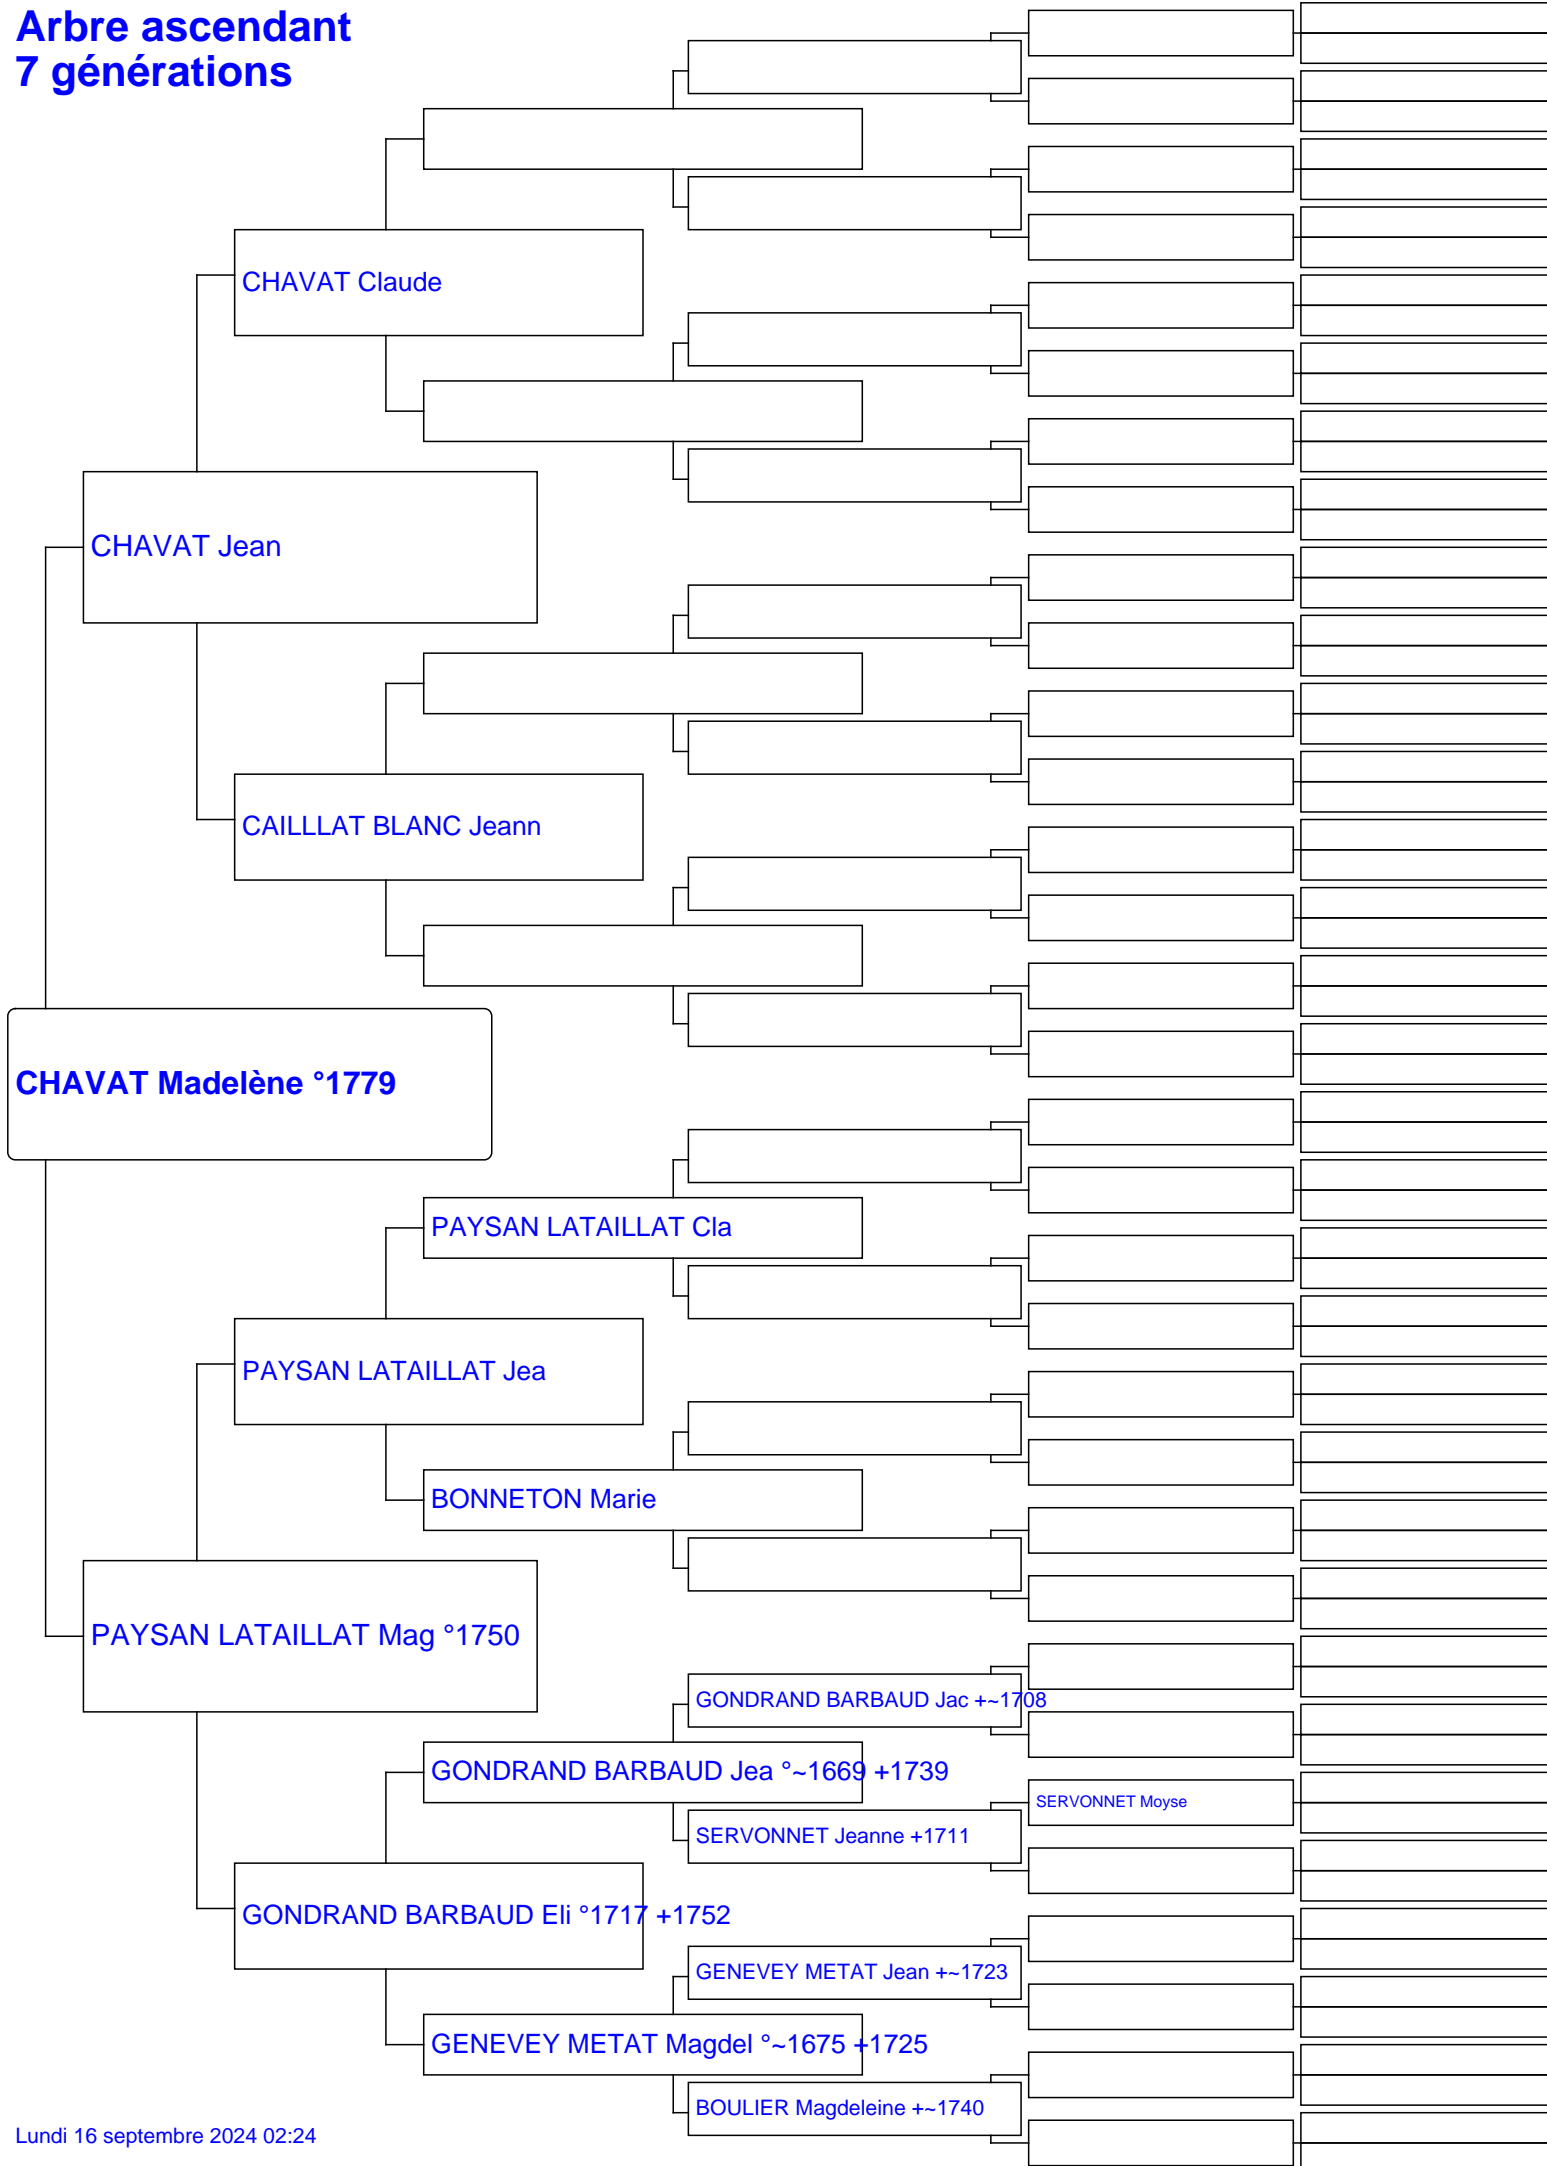 Arbre ascendant
7 générations
CHAVAT Claude
CHAVAT Jean
CAILLLAT BLANC Jeann
CHAVAT Madelène °1779
PAYSAN LATAILLAT Cla
PAYSAN LATAILLAT Jea
BONNETON Marie
PAYSAN LATAILLAT Mag °1750
GONDRAND BARBAUD Jac +~1708
GONDRAND BARBAUD Jea °~1669 +1739
SERVONNET Moyse
SERVONNET Jeanne +1711
GONDRAND BARBAUD Eli °1717 +1752
GENEVEY METAT Jean +~1723
GENEVEY METAT Magdel °~1675 +1725
BOULIER Magdeleine +~1740
Lundi 16 septembre 2024 02:24